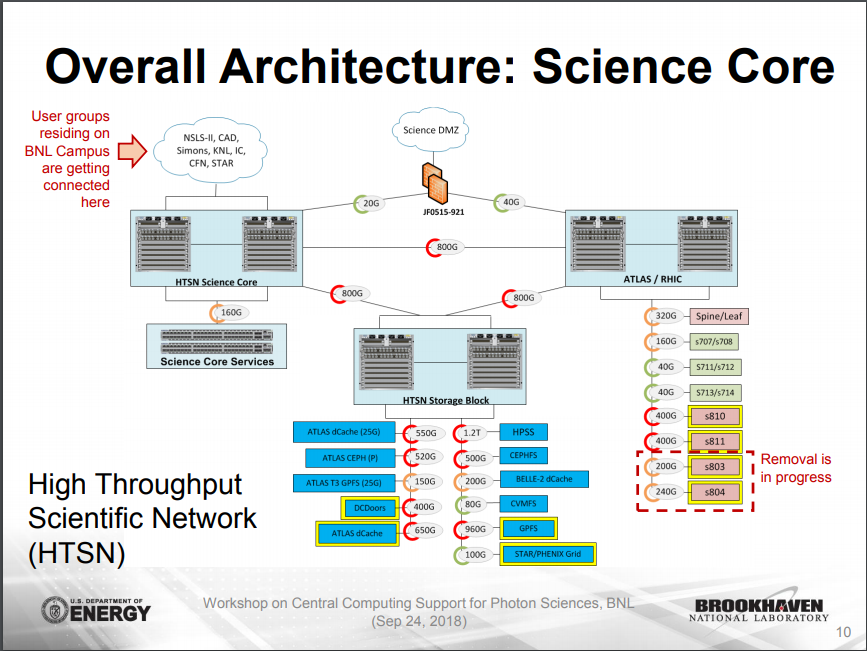 Overall Architecture: Science Core
User groups
residing on
BNL Campus
are getting
connected
here
NSLS-II, CAD,
Simons, KNL, IC,
CFN, STAR
Science DMZ
JF0515-921
20G
40G
800G
HTSN Science Core
ATLAS / RHIC
800G
800G
160G
Science Core Services
HTSN Storage Block
320G
Spine/Leaf
160G
s707/s708
40G
S711/s712
40G
S713/s714
400G
s810
400G
s811
200G
s803
240G
s804
Removal is
in progress
ATLAS dCache (25G)
550G
ATLAS CEPH (P)
520G
ATLAS T3 GPFS (25G)
150G
DCDoors
400G
ATLAS dCache
650G
1.2T
HPSS
500G
CEPHFS
200G
BELLE-2 dCache
80G
CVMFS
960G
GPFS
100G
STAR/PHENIX Grid
High Throughput
Scientific Network
(HTSN)
U.S. DEPARTMENT OF
ENERGY
Workshop on Central Computing Support for Photon Sciences, BNL
(Sep 24, 2018)
BROOKHAVEN
NATIONAL LABORATORY
10